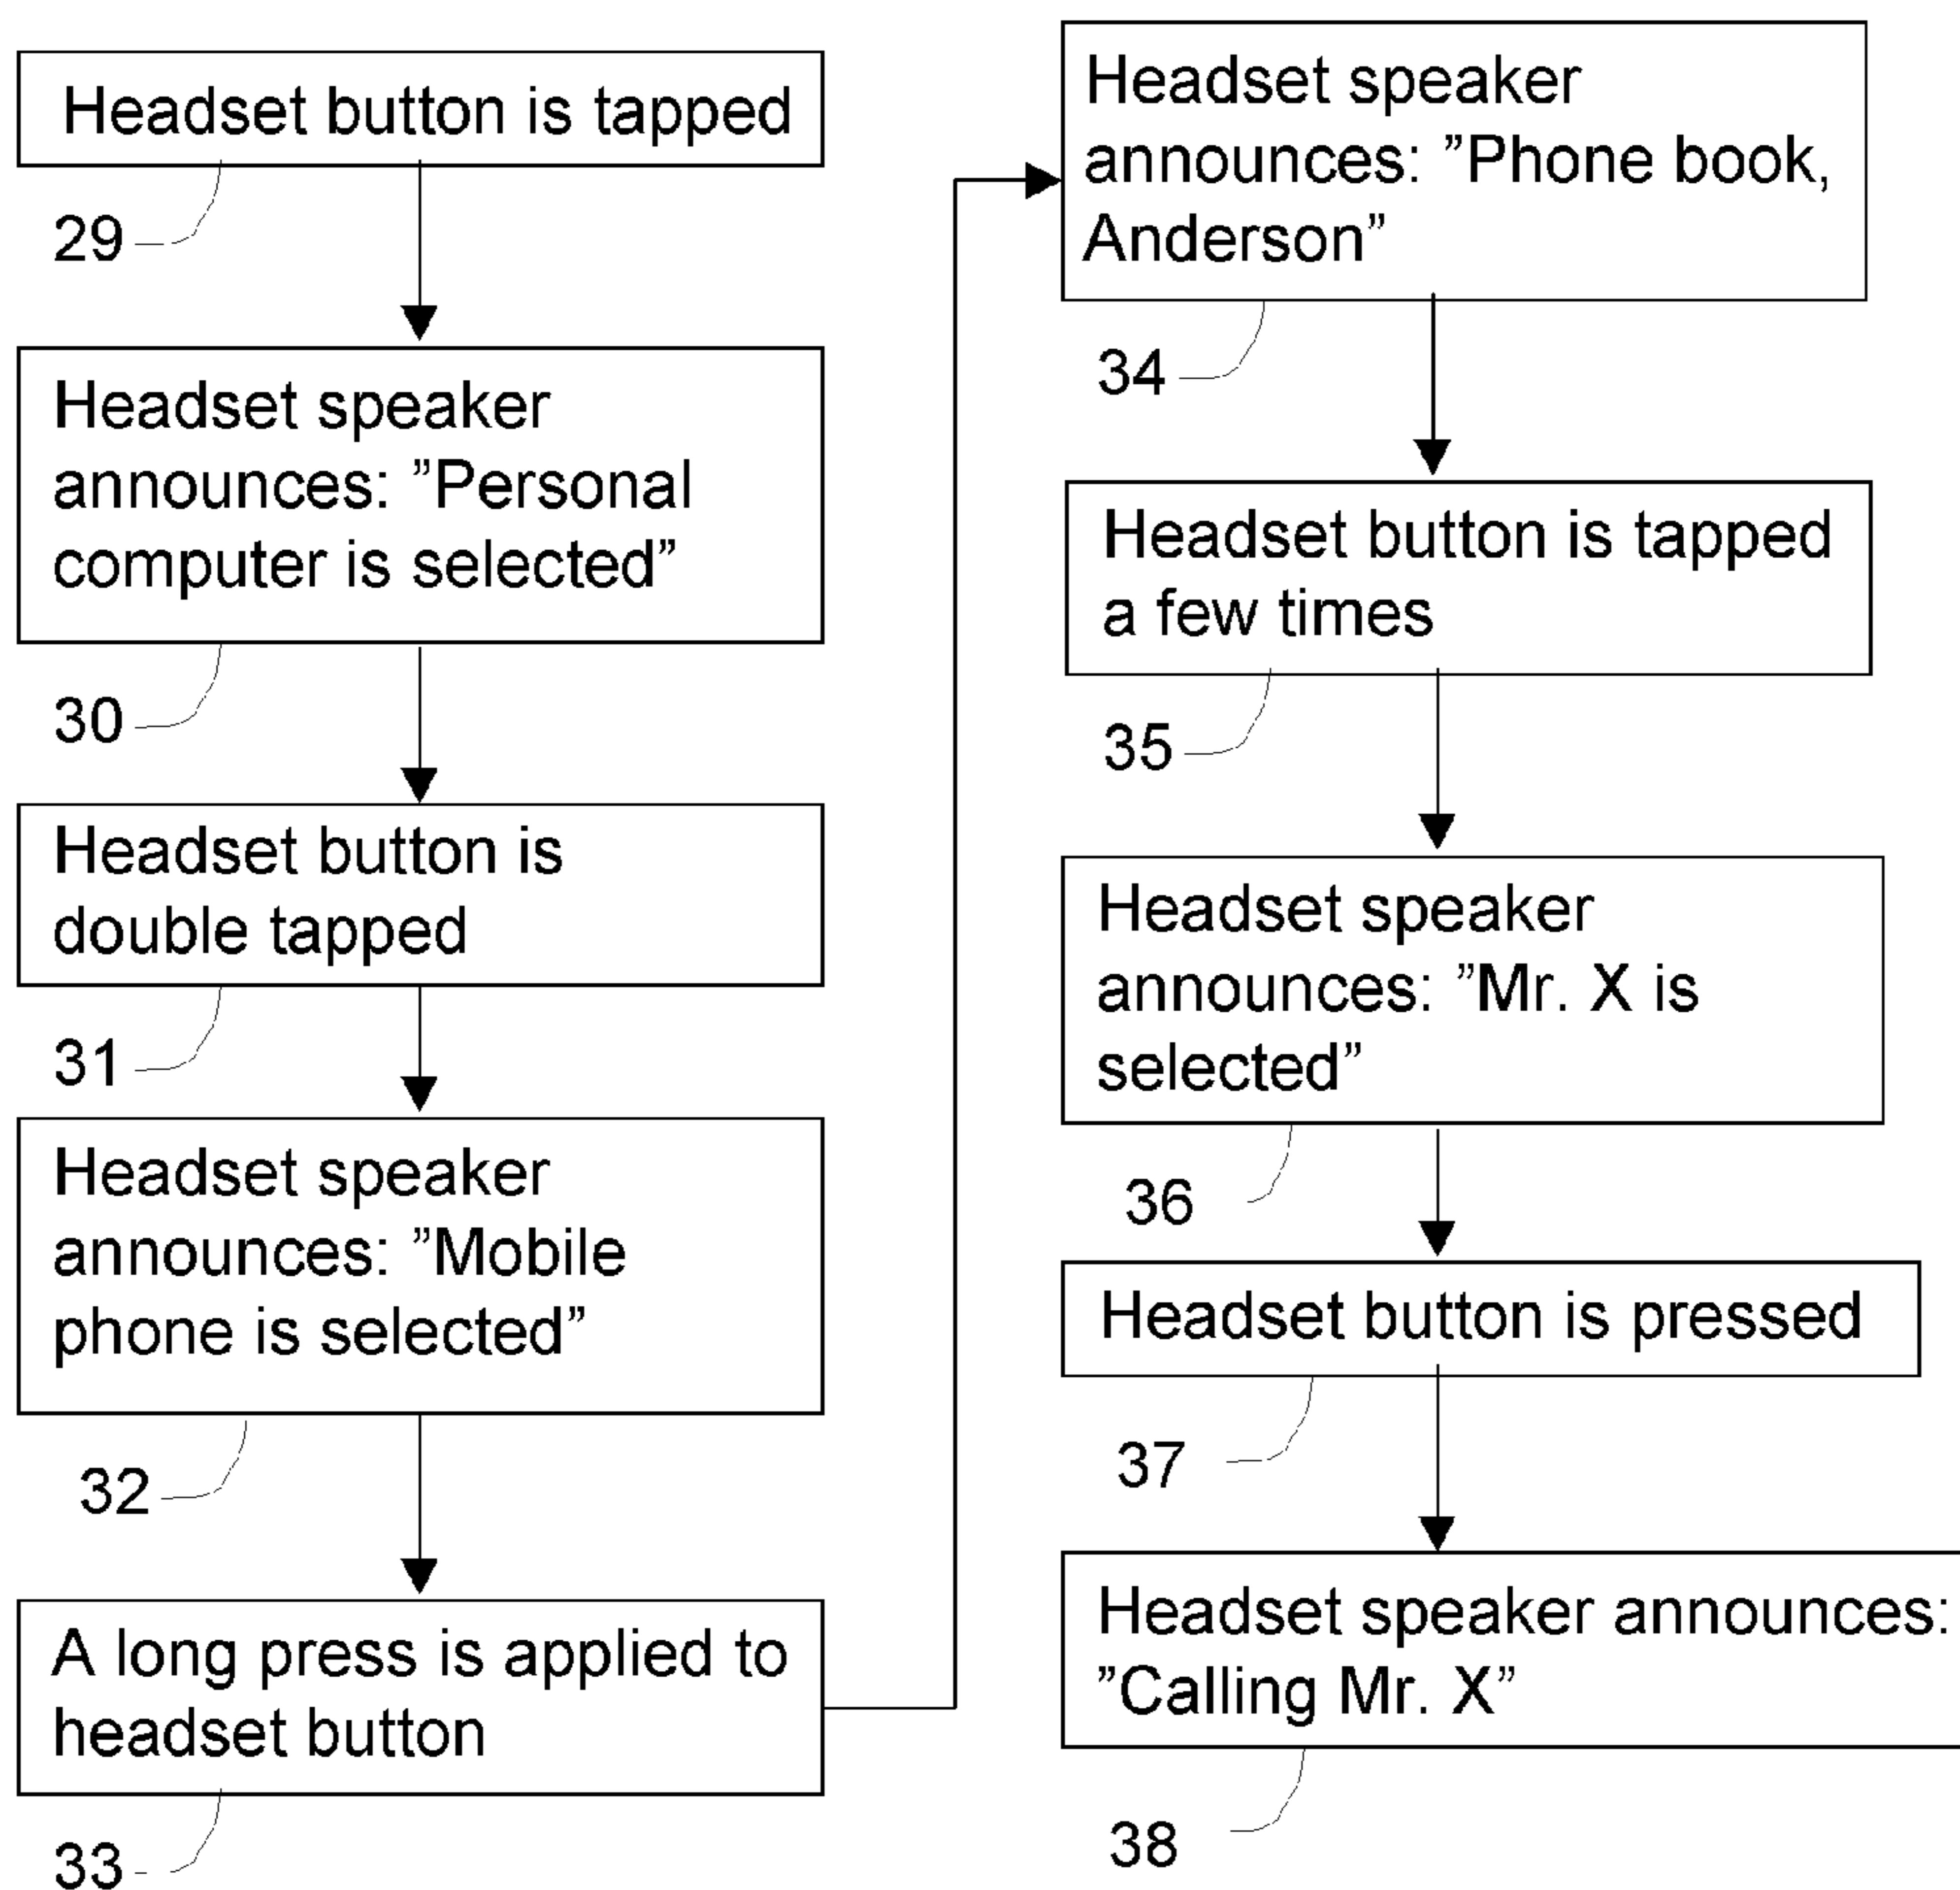 Headset button is tapped
29
Headset speaker
announces: ”Personal
computer is selected”
30
Headset button is
double tapped
31
Headset speaker
announces: ”Mobile
phone is selected”
32
A long press is applied to
headset button
33
Headset speaker
announces: ”Phone book,
Anderson”
34
Headset button is tapped
a few times
35
Headset speaker
announces: ”Mr. X is
selected”
36
Headset button is pressed
37
Headset speaker announces:
”Calling Mr. X”
38